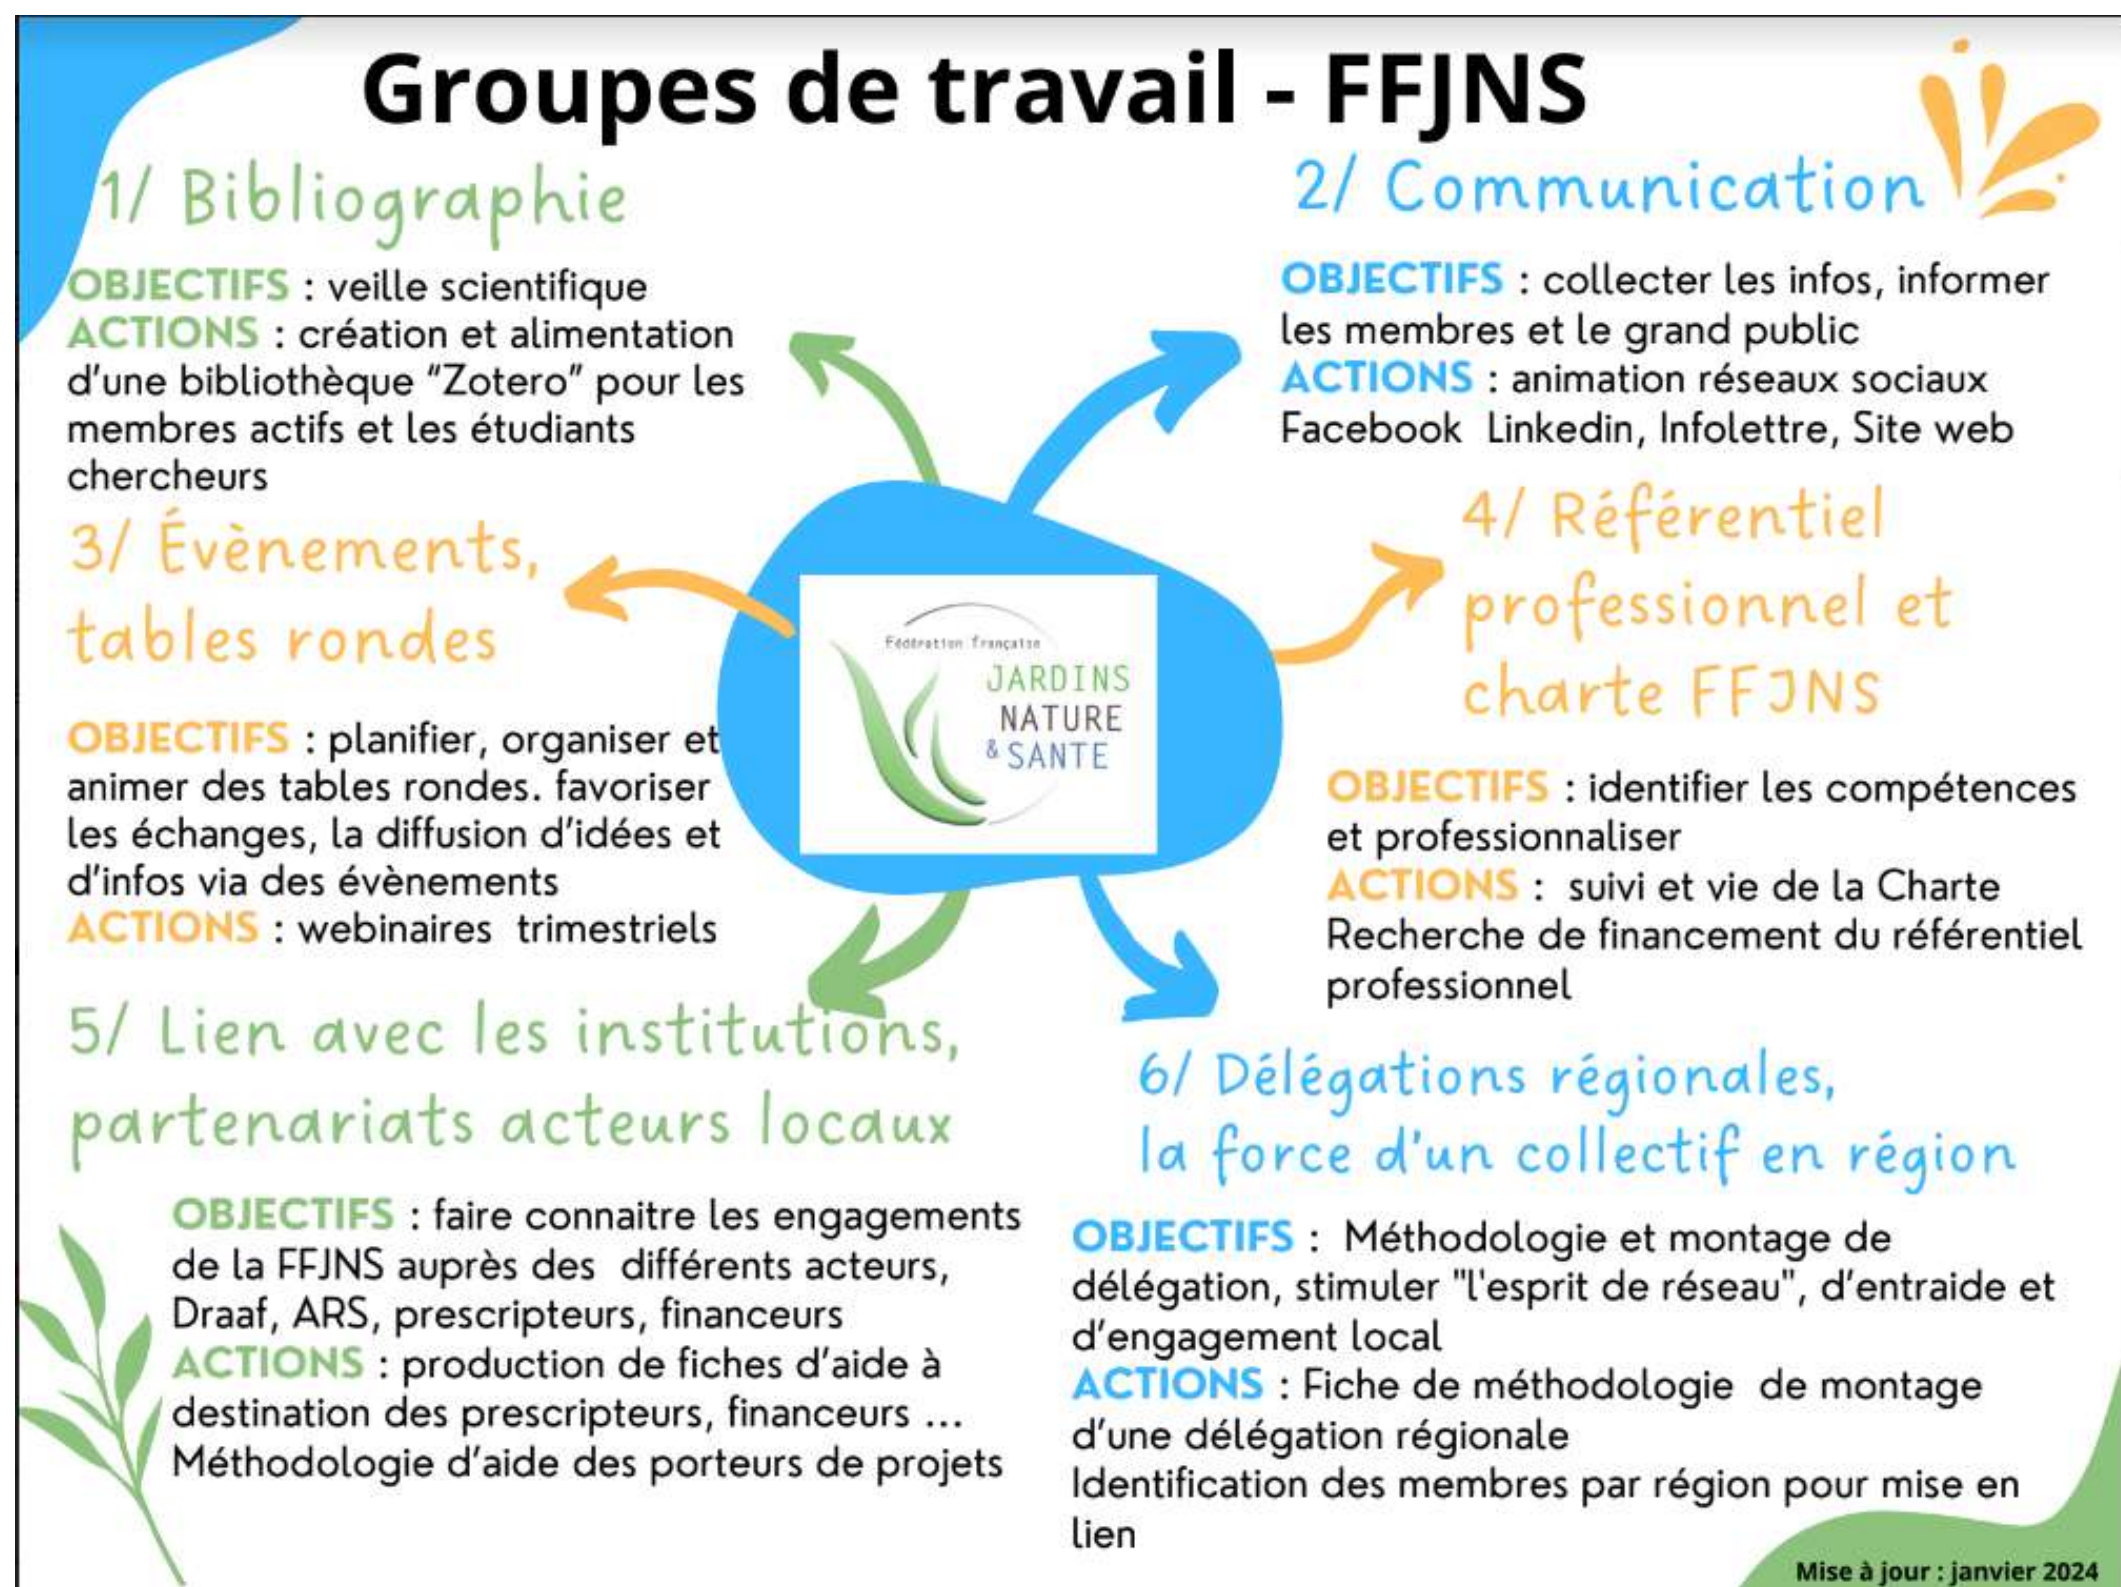 Groupes de travail - FFJNS
1/ Bibliographie
OBJECTIFS : veille scientifique
ACTIONS : création et alimentation
d'une bibliothèque "Zotero" pour les
membres actifs et les étudiants
chercheurs
2/ Communication
OBJECTIFS : collecter les infos, informer
les membres et le grand public
ACTIONS : animation réseaux sociaux
Facebook Linkedin, Infolettre, Site web
3/ Évènements,
tables rondes
OBJECTIFS : planifier, organiser et
animer des tables rondes. favoriser
les échanges, la diffusion d'idées et
d'infos via des évènements
ACTIONS : webinaires trimestriels
Fédération française
JARDINS
NATURE
& SANTE
4/ Référentiel
professionnel et
charte FFJNS
OBJECTIFS : identifier les compétences
et professionnaliser
ACTIONS : suivi et vie de la Charte
Recherche de financement du référentiel
professionnel
5/ Lien avec les institutions,
partenariats acteurs locaux
OBJECTIFS : faire connaitre les engagements
de la FFJNS auprès des différents acteurs,
Draaf, ARS, prescripteurs, financeurs
ACTIONS : production de fiches d'aide à
destination des prescripteurs, financeurs ...
Méthodologie d'aide des porteurs de projets
6/ Délégations régionales,
la force d'un collectif en région
OBJECTIFS : Méthodologie et montage de
délégation, stimuler "l'esprit de réseau", d'entraide et
d'engagement local
ACTIONS : Fiche de méthodologie de montage
d'une délégation régionale
Identification des membres par région pour mise en
lien
Mise à jour : janvier 2024